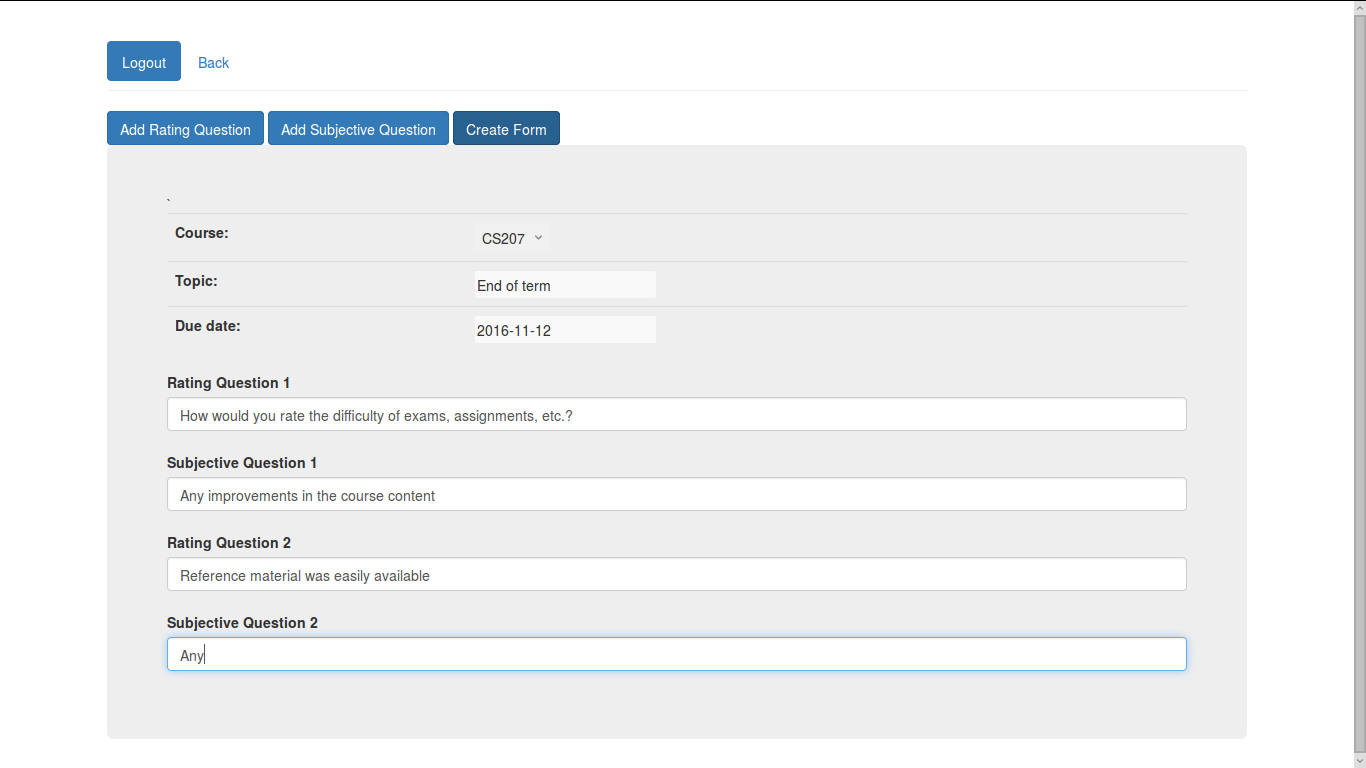 Logout Back
Add Rating Question Add Subjective Question Create Form
`
Course: CS207
Topic: End of term
Due date: 2016-11-12
Rating Question 1
How would you rate the difficulty of exams, assignments, etc.?
Subjective Question 1
Any improvements in the course content
Rating Question 2
Reference material was easily available
Subjective Question 2
Any